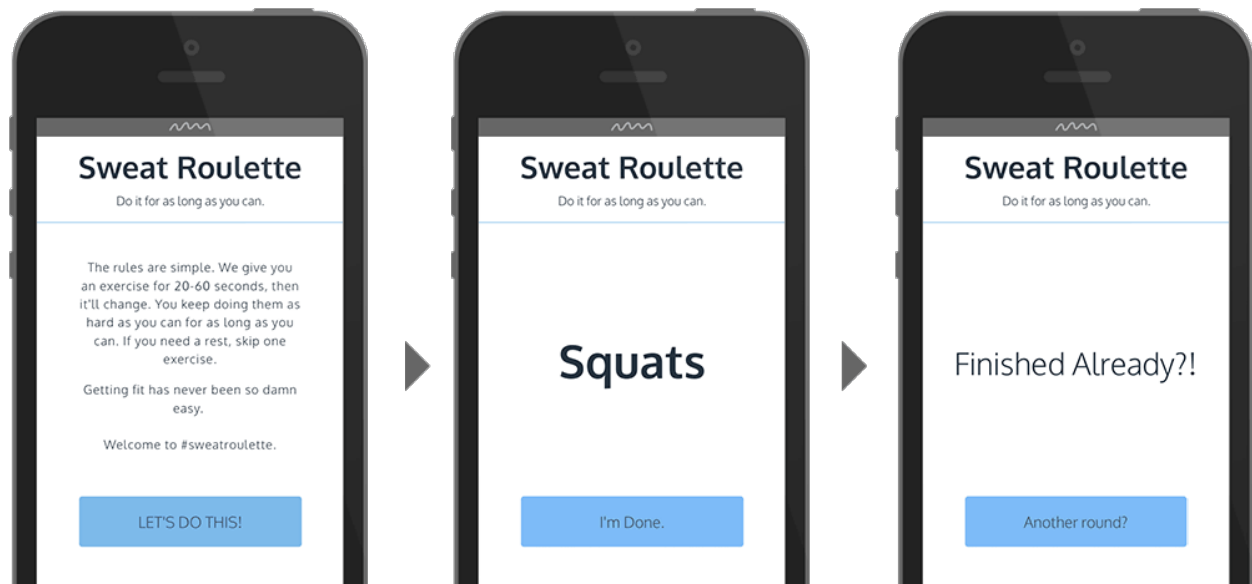 Sweat Roulette
Do it for as long as you can.
The rules are simple. We give you
an exercise for 20-60 seconds, then
it'll change. You keep doing them as
hard as you can for as long as you
can. If you need a rest, skip one
exercise.
Getting fit has never been so damn
easy.
Welcome to #sweatroulette.
LET'S DO THIS!
Sweat Roulette
Do it for as long as you can.
Squats
I'm Done.
Sweat Roulette
Do it for as long as you can.
Finished Already?!
Another round?